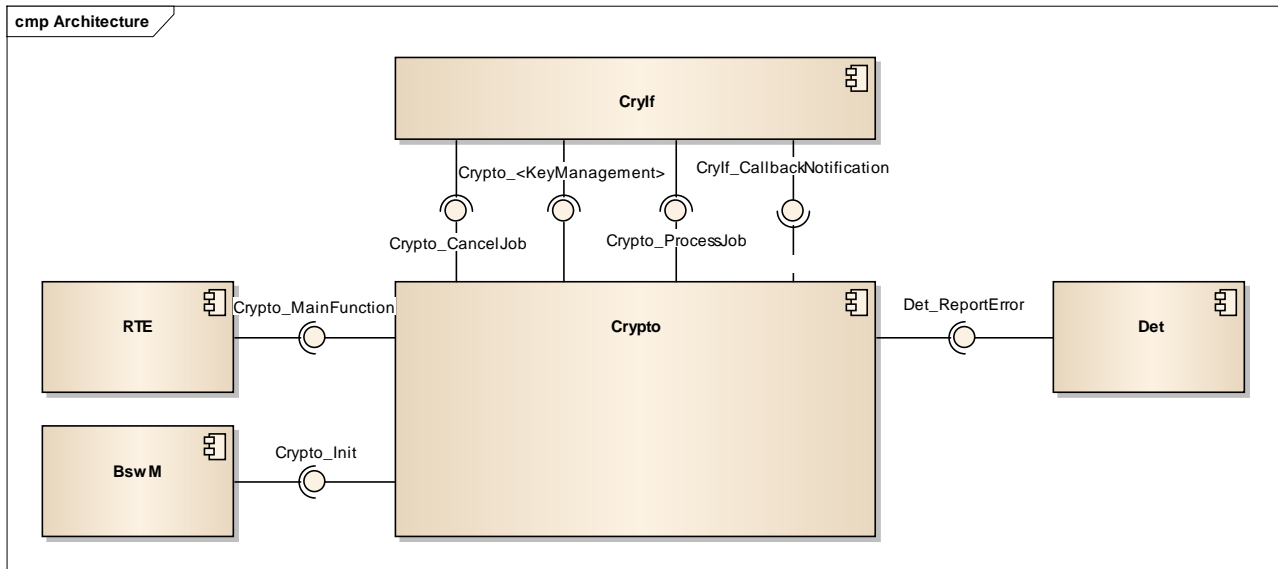 cmp Architecture
CryIf
Crypto_<KeyManagement>
CryIf_CallbackNotification
Crypto_CancelJob
Crypto_ProcessJob
RTE
Crypto_MainFunction
Crypto
Det_ReportError
Det
BswM
Crypto_Init